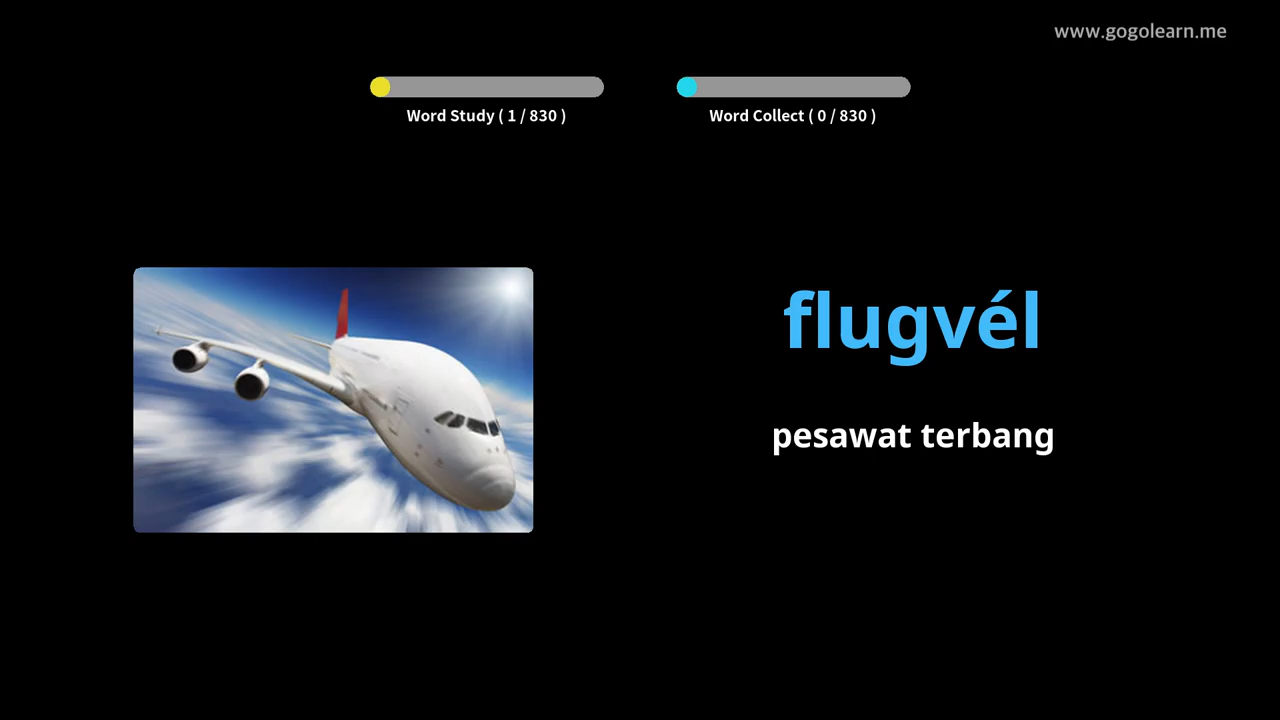 www.gogolearn.me
Word Study ( 1 / 830 )
Word Collect ( 0 / 830 )
flugvél
pesawat terbang